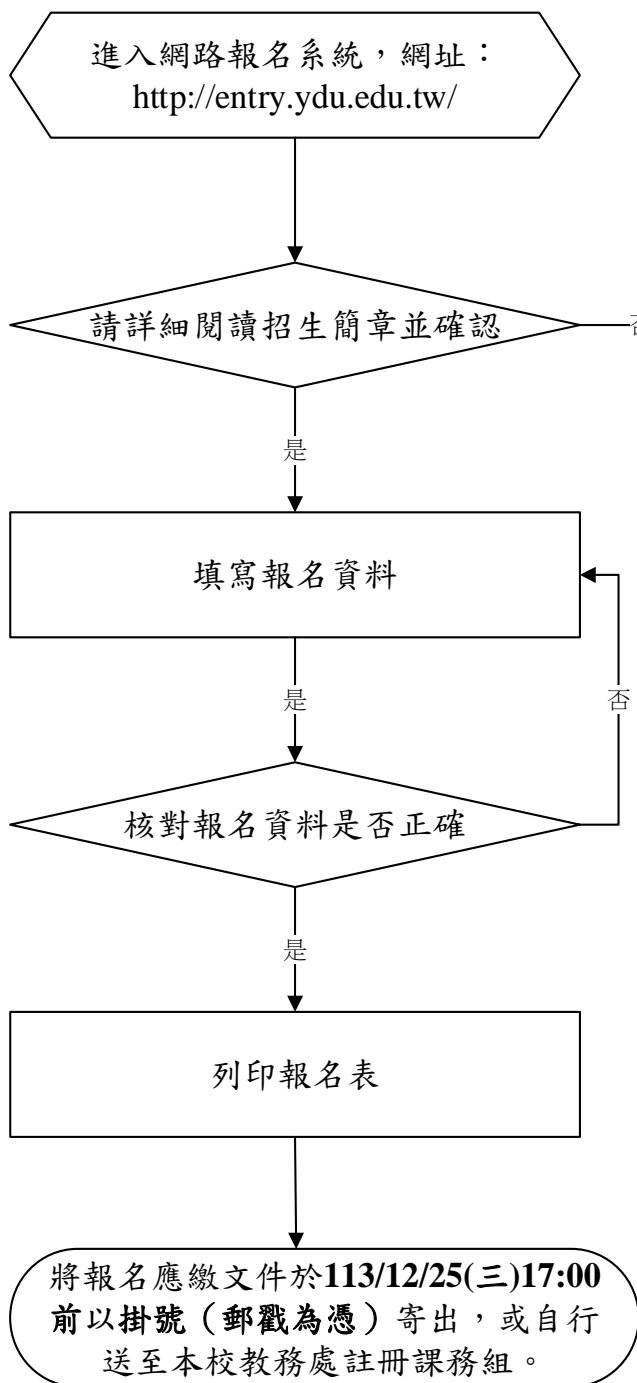 進入網路報名系統，網址：
http://entry.ydu.edu.tw/
請詳細閱讀招生簡章並確認
是
填寫報名資料
是
否
核對報名資料是否正確
是
列印報名表
將報名應繳文件於113/12/25(三)17:00
前以掛號（郵戳為憑）寄出，或自行
送至本校教務處註冊課務組。